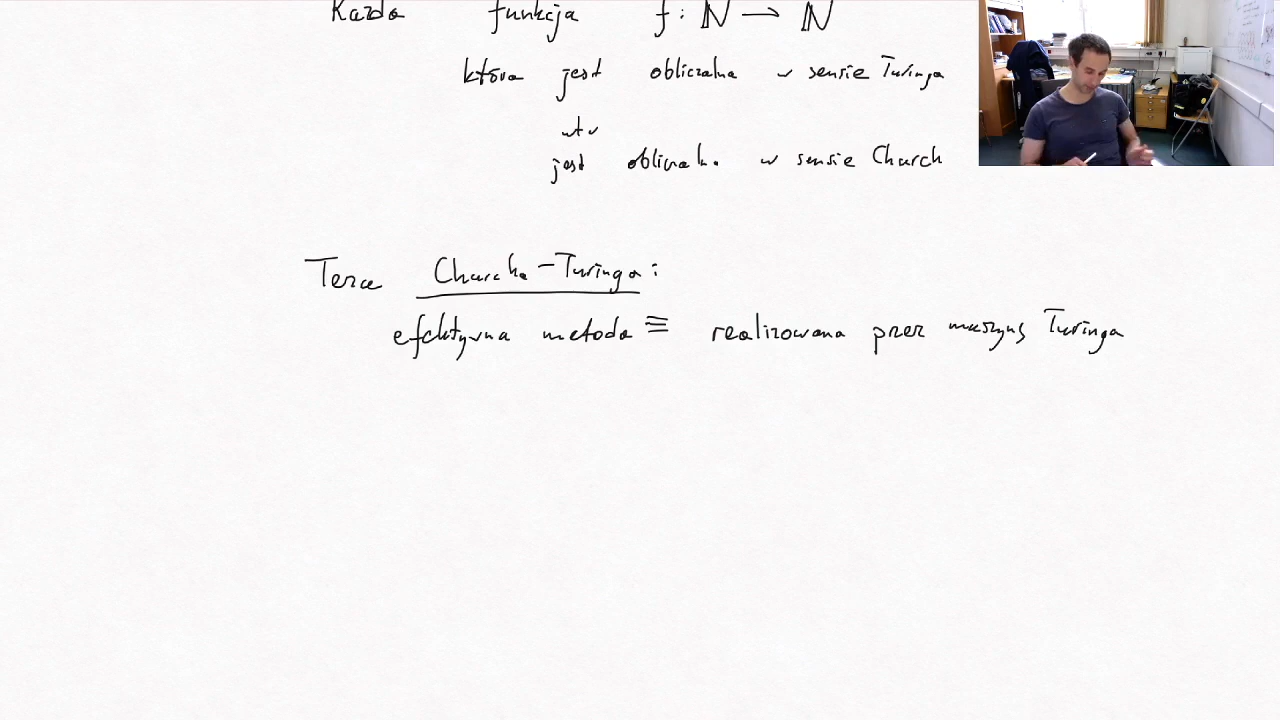 Każda funkcja f : ℕ → ℕ
która jest obliczalna w sensie Turinga
wtw
jest obliczaln. w sensie Church
Teza Churcha-Turinga:
efektywna metoda ≡ realizowana przez maszynę Turinga